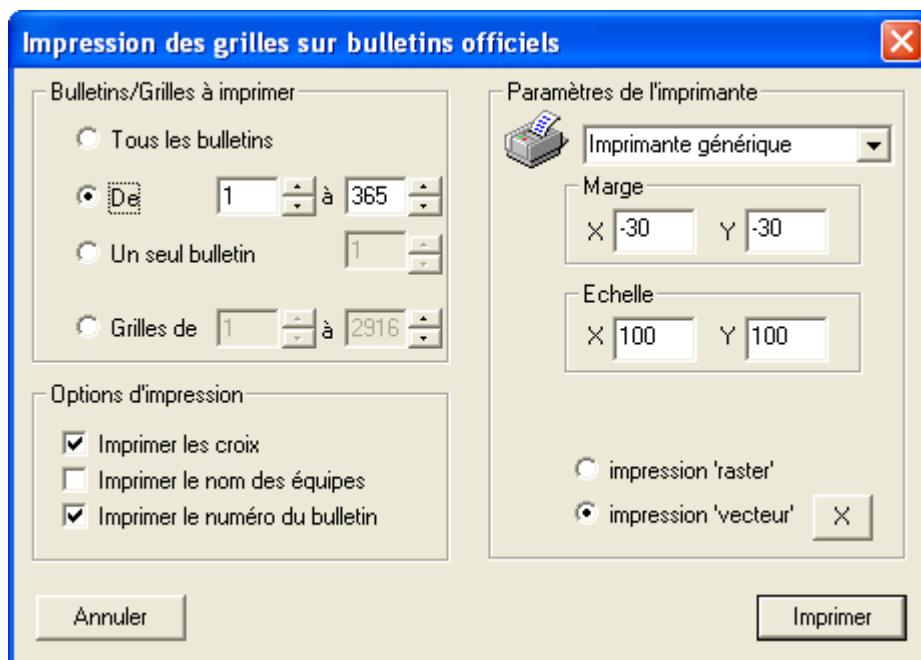 Impression des grilles sur bulletins officiels
Bulletins/Grilles à imprimer
Tous les bulletins
De 1 à 365
Un seul bulletin 1
Grilles de 1 à 2916
Options d'impression
Imprimer les croix
Imprimer le nom des équipes
Imprimer le numéro du bulletin
Paramètres de l'imprimante
Imprimante générique
Marge
X -30 Y -30
Echelle
X 100 Y 100
impression 'raster'
impression 'vecteur' X
Annuler
Imprimer